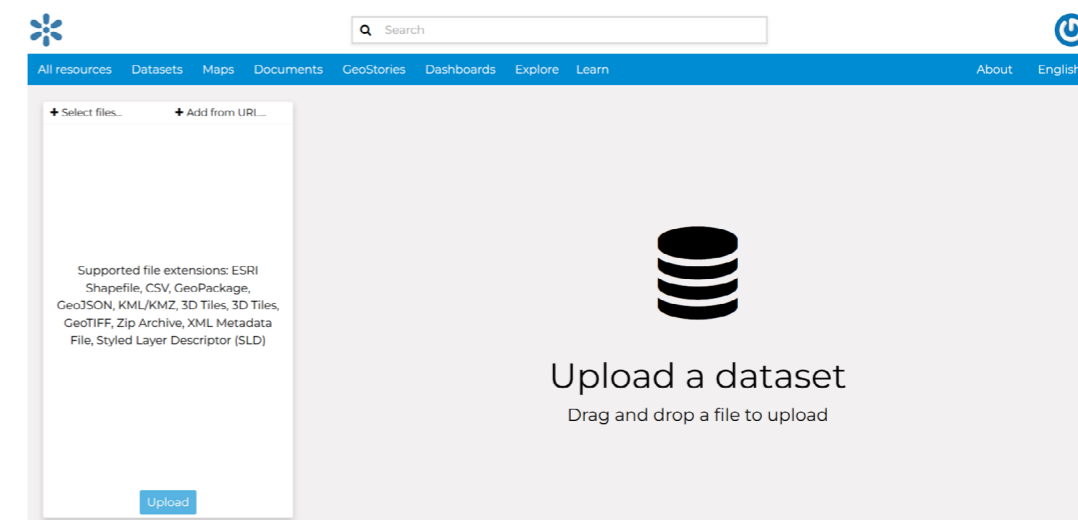 Search
All resources Datasets Maps Documents GeoStories Dashboards Explore Learn About English
+ Select files... + Add from URL...
Supported file extensions: ESRI
Shapefile, CSV, GeoPackage,
GeoJSON, KML/KMZ, 3D Tiles, 3D Tiles,
GeoTIFF, Zip Archive, XML Metadata
File, Styled Layer Descriptor (SLD)
Upload a dataset
Drag and drop a file to upload
Upload